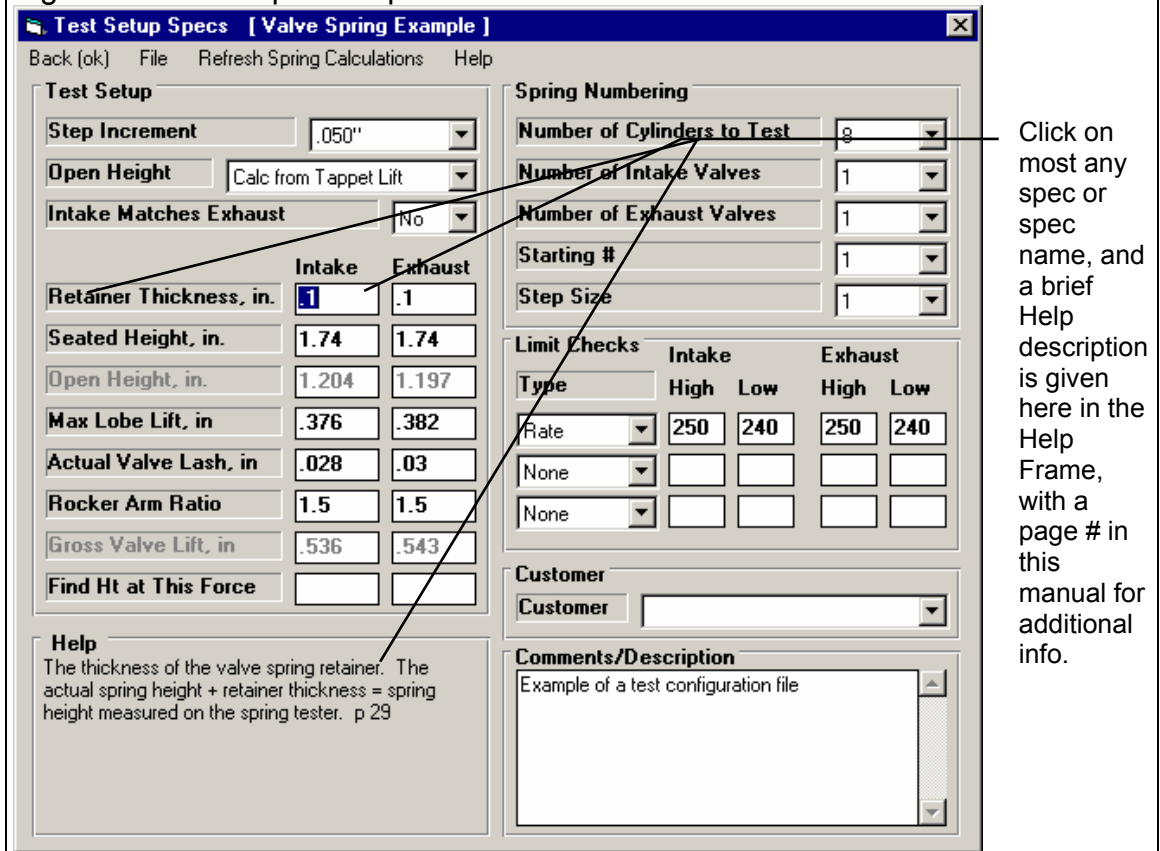 Test Setup Specs [ Valve Spring Example ]
Back (ok) File Refresh Spring Calculations Help
Test Setup
Step Increment .050"
Open Height Calc from Tappet Lift
Intake Matches Exhaust No
Intake Exhaust
Retainer Thickness, in. .1 .1
Seated Height, in. 1.74 1.74
Open Height, in. 1.204 1.197
Max Lobe Lift, in .376 .382
Actual Valve Lash, in .028 .03
Rocker Arm Ratio 1.5 1.5
Gross Valve Lift, in .536 .543
Find Ht at This Force
Help
The thickness of the valve spring retainer. The
actual spring height + retainer thickness = spring
height measured on the spring tester. p 29
Spring Numbering
Number of Cylinders to Test 8
Number of Intake Valves 1
Number of Exhaust Valves 1
Starting # 1
Step Size 1
Limit Checks Intake Exhaust
Type High Low High Low
Rate 250 240 250 240
None
None
Customer
Customer
Comments/Description
Example of a test configuration file
Click on
most any
spec or
spec
name, and
a brief
Help
description
is given
here in the
Help
Frame,
with a
page # in
this
manual for
additional
info.